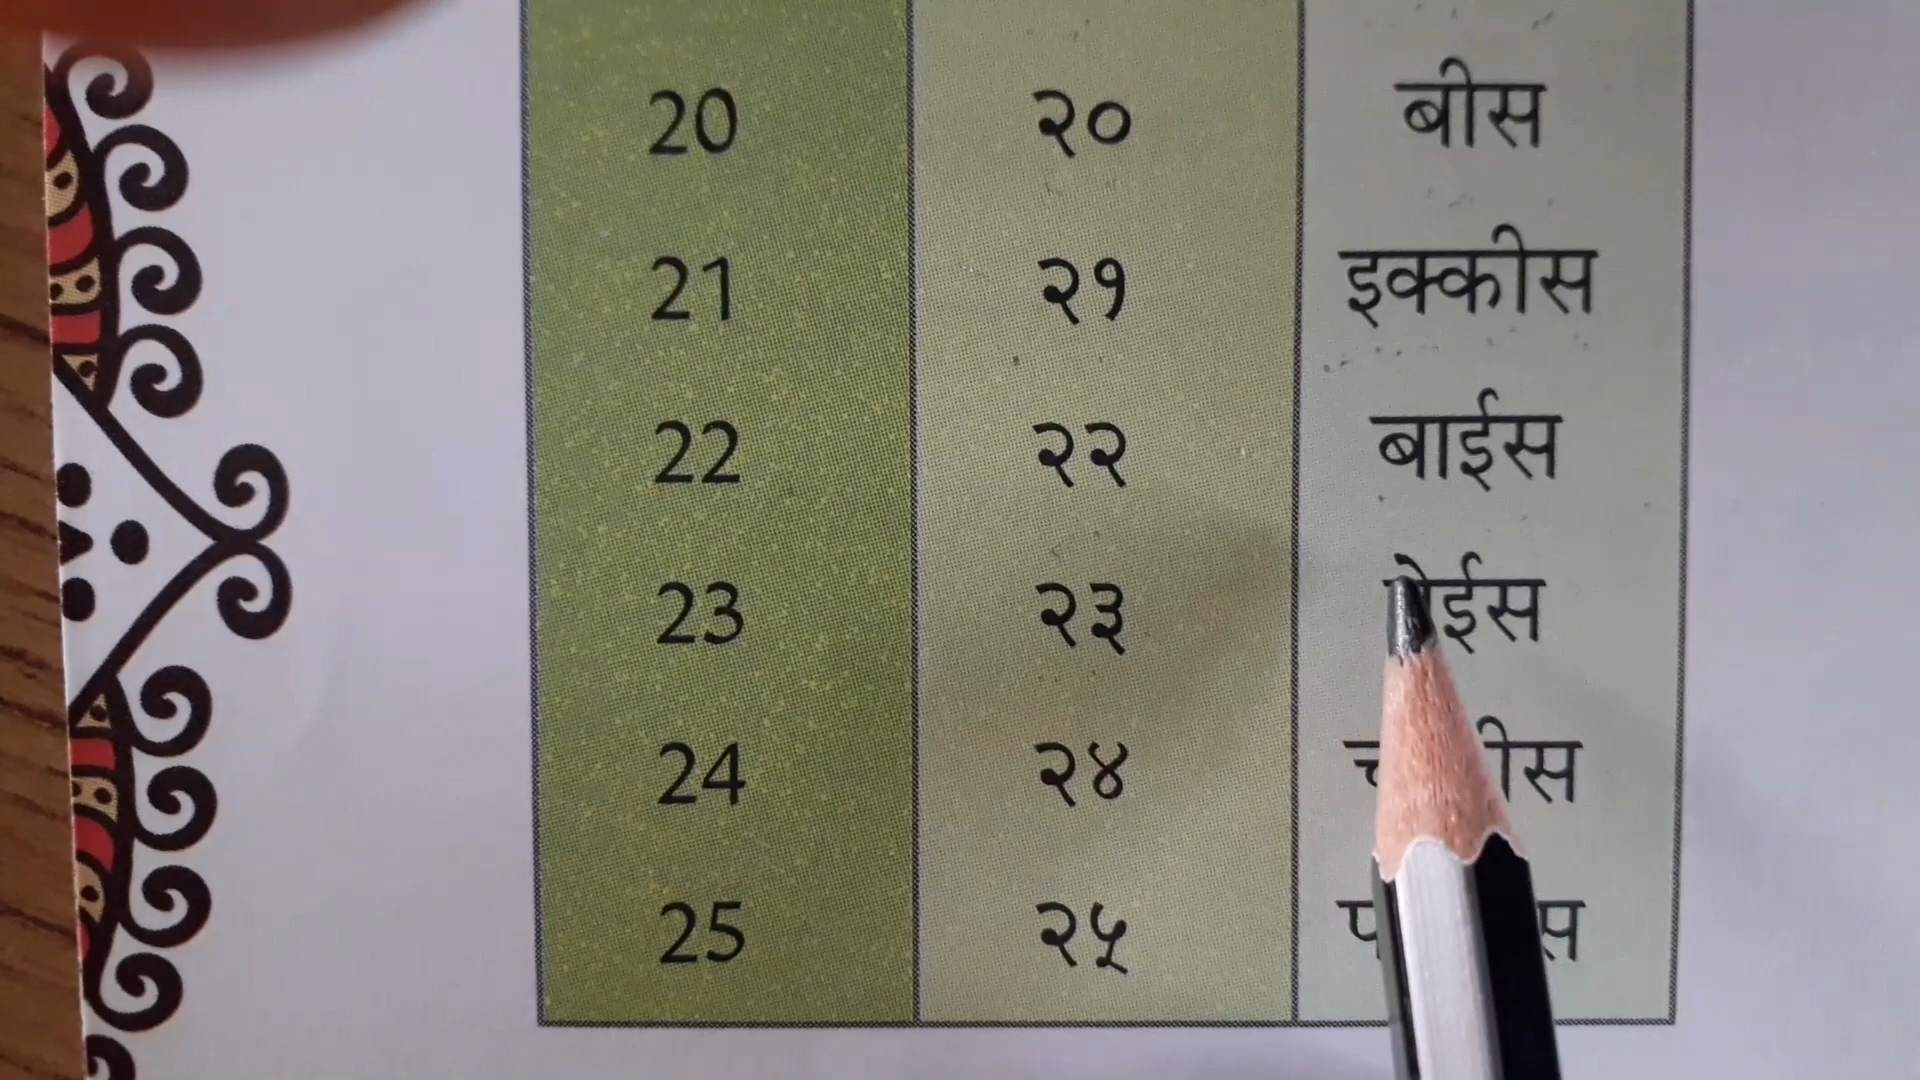 20 २० बीस
21 २१ इक्कीस
22 २२ बाईस
23 २३
24 २४
25 २५